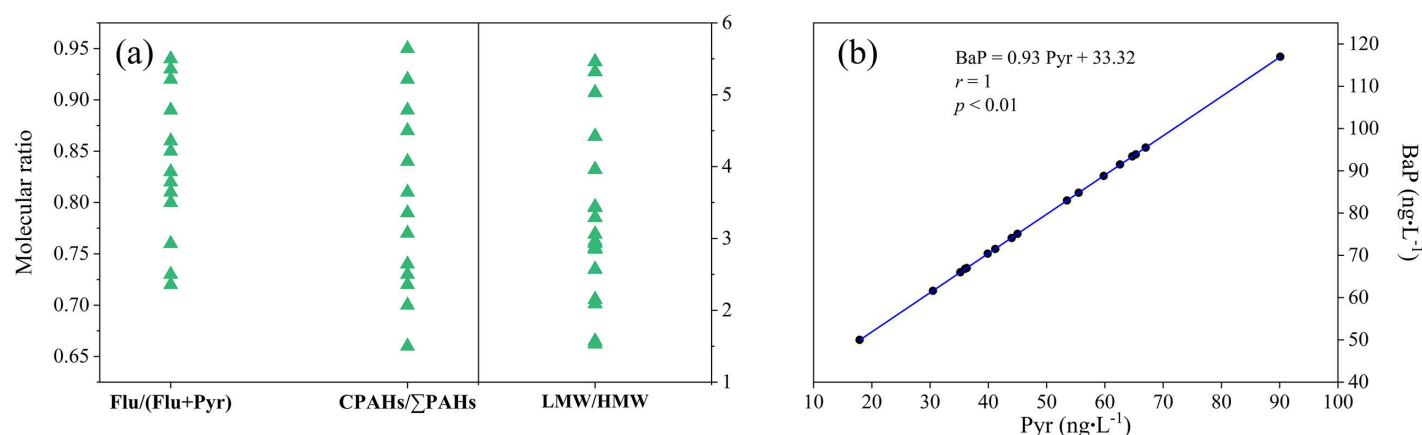 (a)
Molecular ratio
0.95
0.90
0.85
0.80
0.75
0.70
0.65
6
5
4
3
2
1
Flu/(Flu+Pyr) CPAHs/∑PAHs LMW/HMW
(b)
BaP = 0.93 Pyr + 33.32
r = 1
p < 0.01
120
110
100
90
80
70
60
50
40
BaP (ng·L⁻¹)
10 20 30 40 50 60 70 80 90 100
Pyr (ng·L⁻¹)